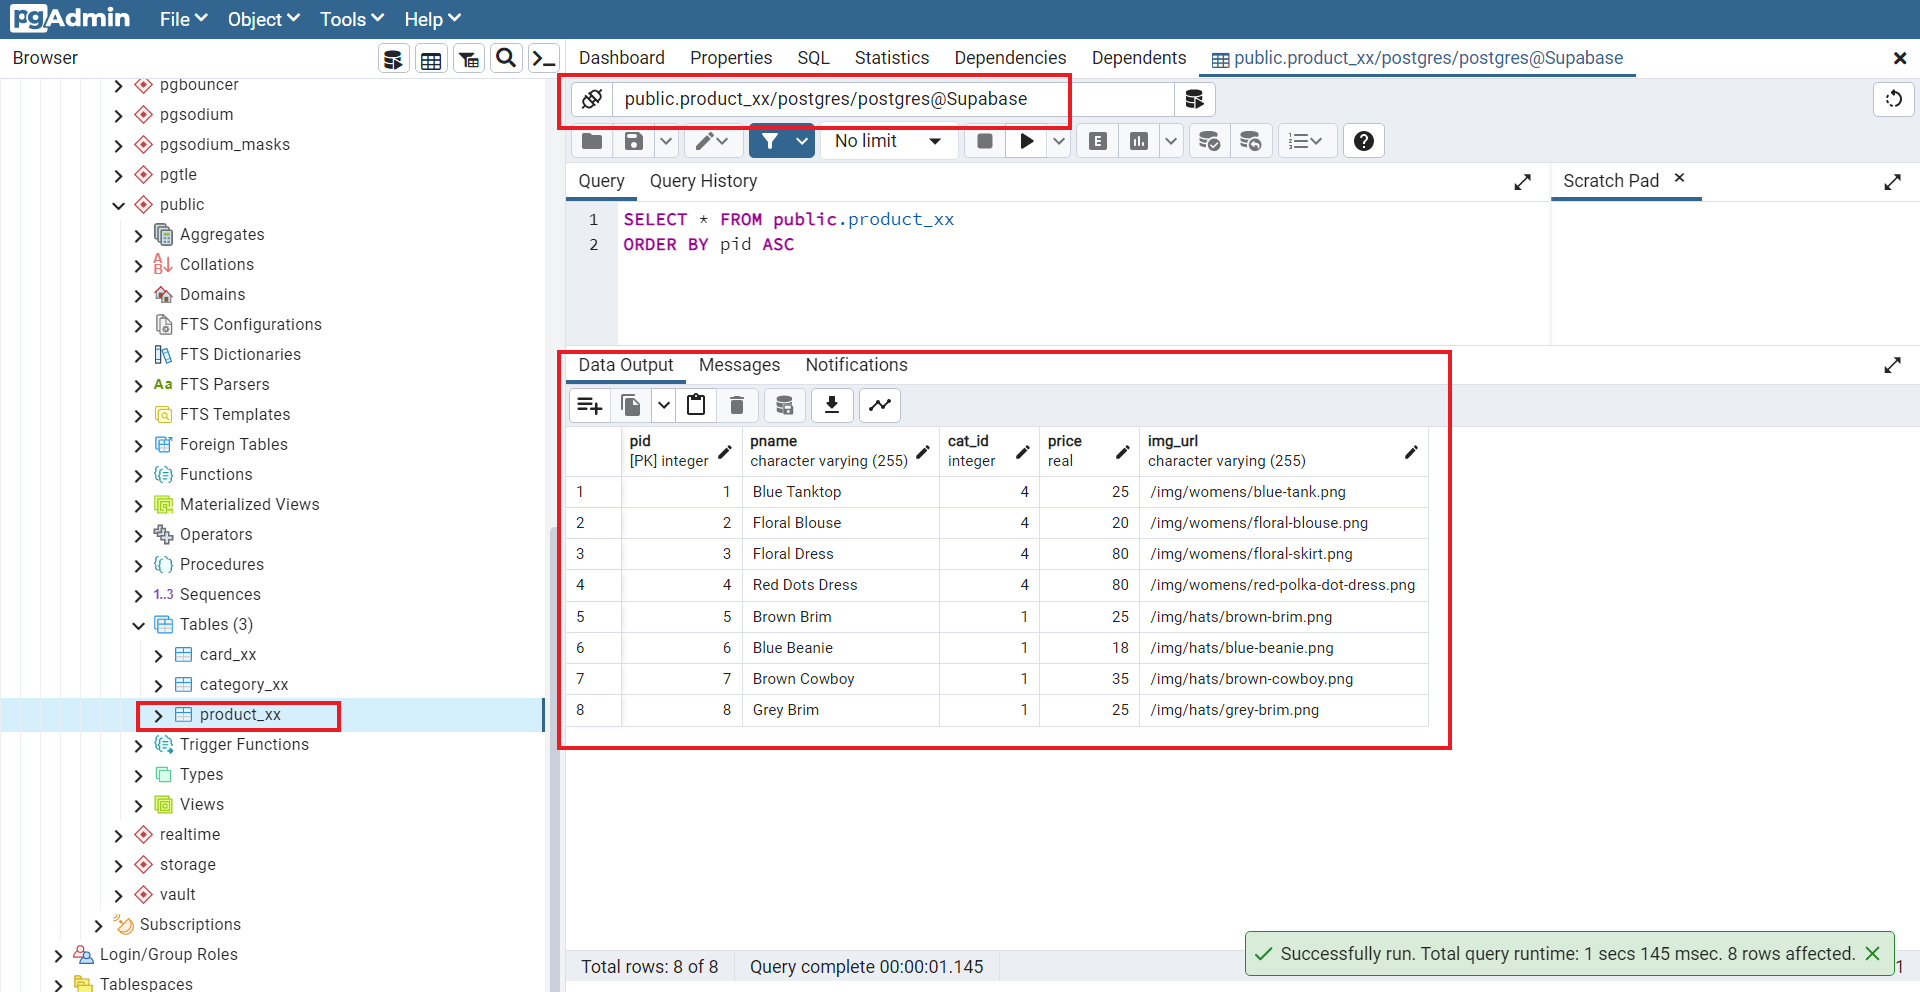 pgAdmin File Object Tools Help
Browser
Dashboard Properties SQL Statistics Dependencies Dependents public.product_xx/postgres/postgres@Supabase
pgbouncer
pgsodium
pgsodium_masks
pgtle
public
Aggregates
Collations
Domains
FTS Configurations
FTS Dictionaries
Aa FTS Parsers
FTS Templates
Foreign Tables
Functions
Materialized Views
Operators
Procedures
1..3 Sequences
Tables (3)
card_xx
category_xx
product_xx
Trigger Functions
Types
Views
realtime
storage
vault
Subscriptions
Login/Group Roles
Tablespaces
public.product_xx/postgres/postgres@Supabase
No limit
E
Query Query History
Scratch Pad
1 SELECT * FROM public.product_xx
2 ORDER BY pid ASC
Data Output Messages Notifications
pid pname cat_id price img_url
[PK] integer character varying (255) integer real character varying (255)
1 1 Blue Tanktop 4 25 /img/womens/blue-tank.png
2 2 Floral Blouse 4 20 /img/womens/floral-blouse.png
3 3 Floral Dress 4 80 /img/womens/floral-skirt.png
4 4 Red Dots Dress 4 80 /img/womens/red-polka-dot-dress.png
5 5 Brown Brim 1 25 /img/hats/brown-brim.png
6 6 Blue Beanie 1 18 /img/hats/blue-beanie.png
7 7 Brown Cowboy 1 35 /img/hats/brown-cowboy.png
8 8 Grey Brim 1 25 /img/hats/grey-brim.png
Successfully run. Total query runtime: 1 secs 145 msec. 8 rows affected.
Total rows: 8 of 8 Query complete 00:00:01.145 1